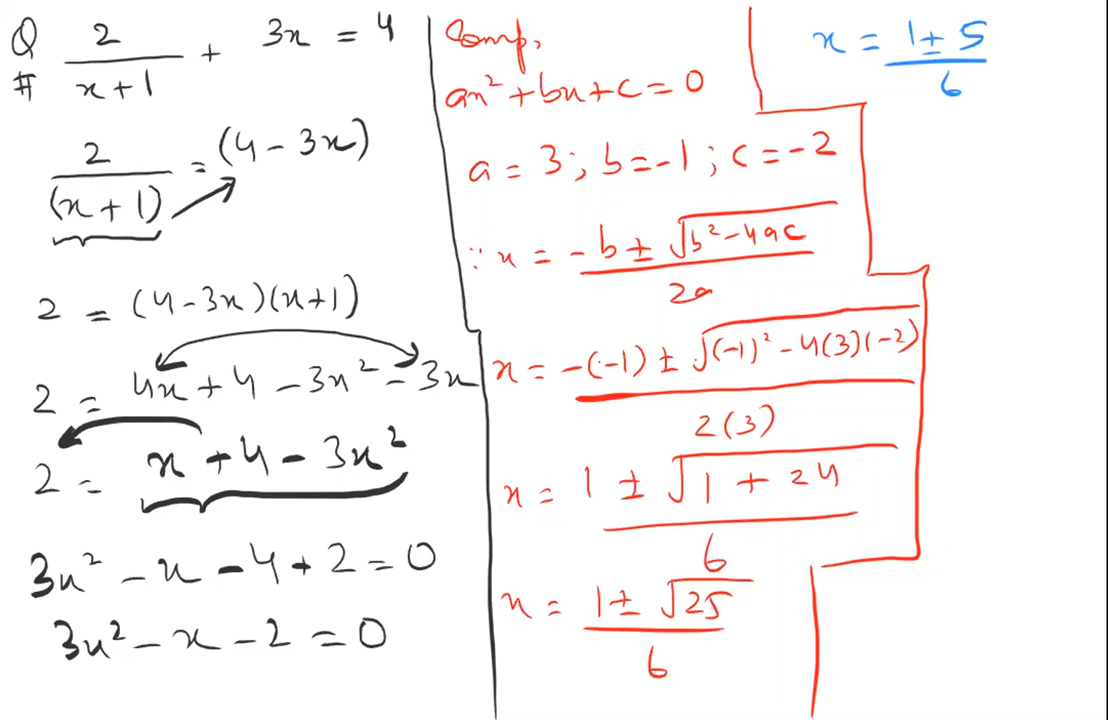 Q # 2/(x+1) + 3x = 4
2/(x+1) = (4 - 3x)
2 = (4 - 3x)(x+1)
2 = 4x + 4 - 3x² - 3x
2 = x + 4 - 3x²
3x² - x - 4 + 2 = 0
3x² - x - 2 = 0
Comp.
ax² + bx + c = 0
a = 3; b = -1; c = -2
∵ x = (-b ± √(b² - 4ac))/2a
x = (-(-1) ± √((-1)² - 4(3)(-2)))/2(3)
x = (1 ± √(1 + 24))/6
x = (1 ± √25)/6
x = (1 ± 5)/6